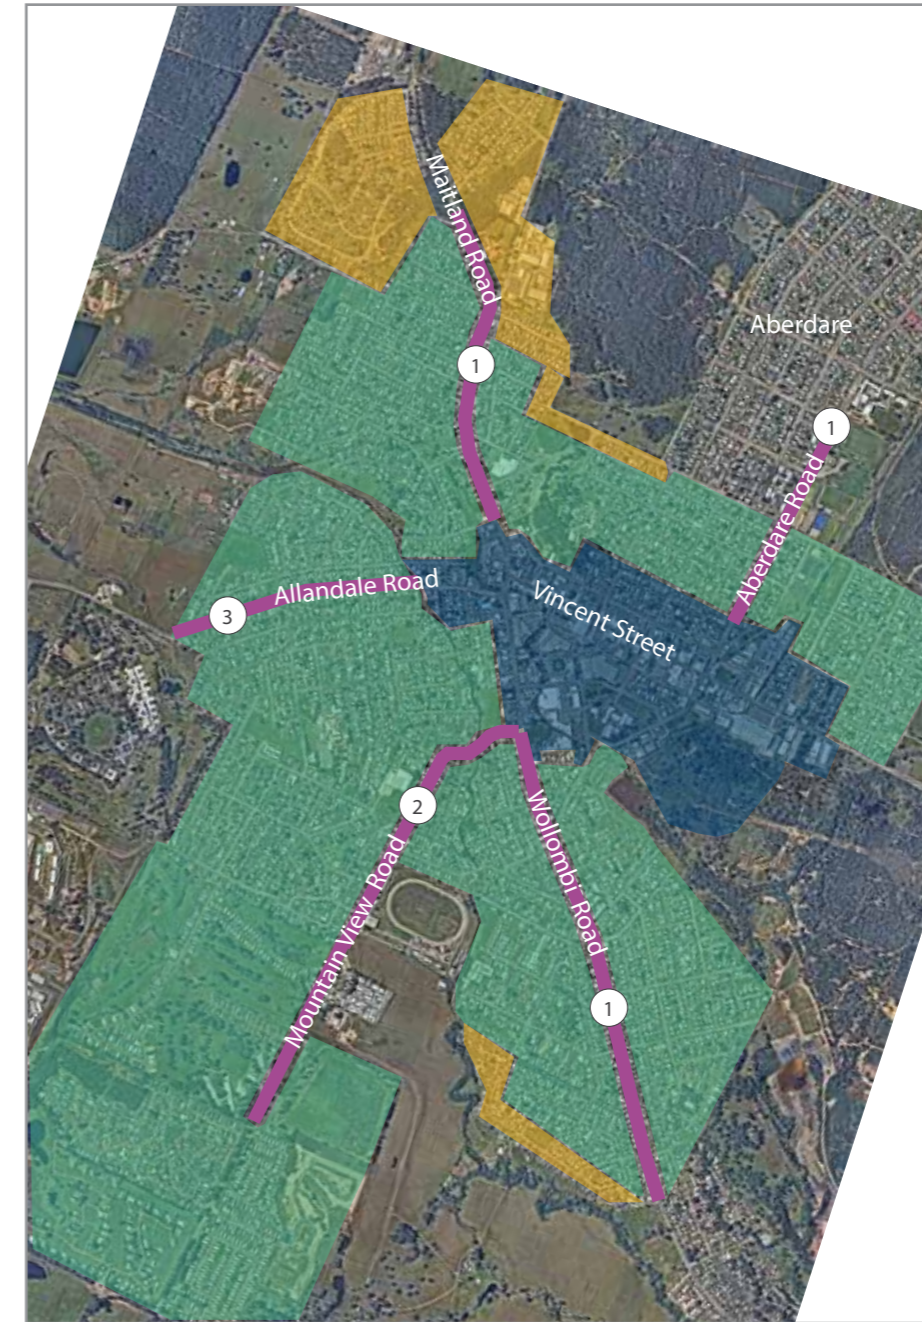 Maitland Road
1
Aberdare
1
Aberdare Road
Allandale Road
3
Vincent Street
2
Mountain View Road
Wollombi Road
1